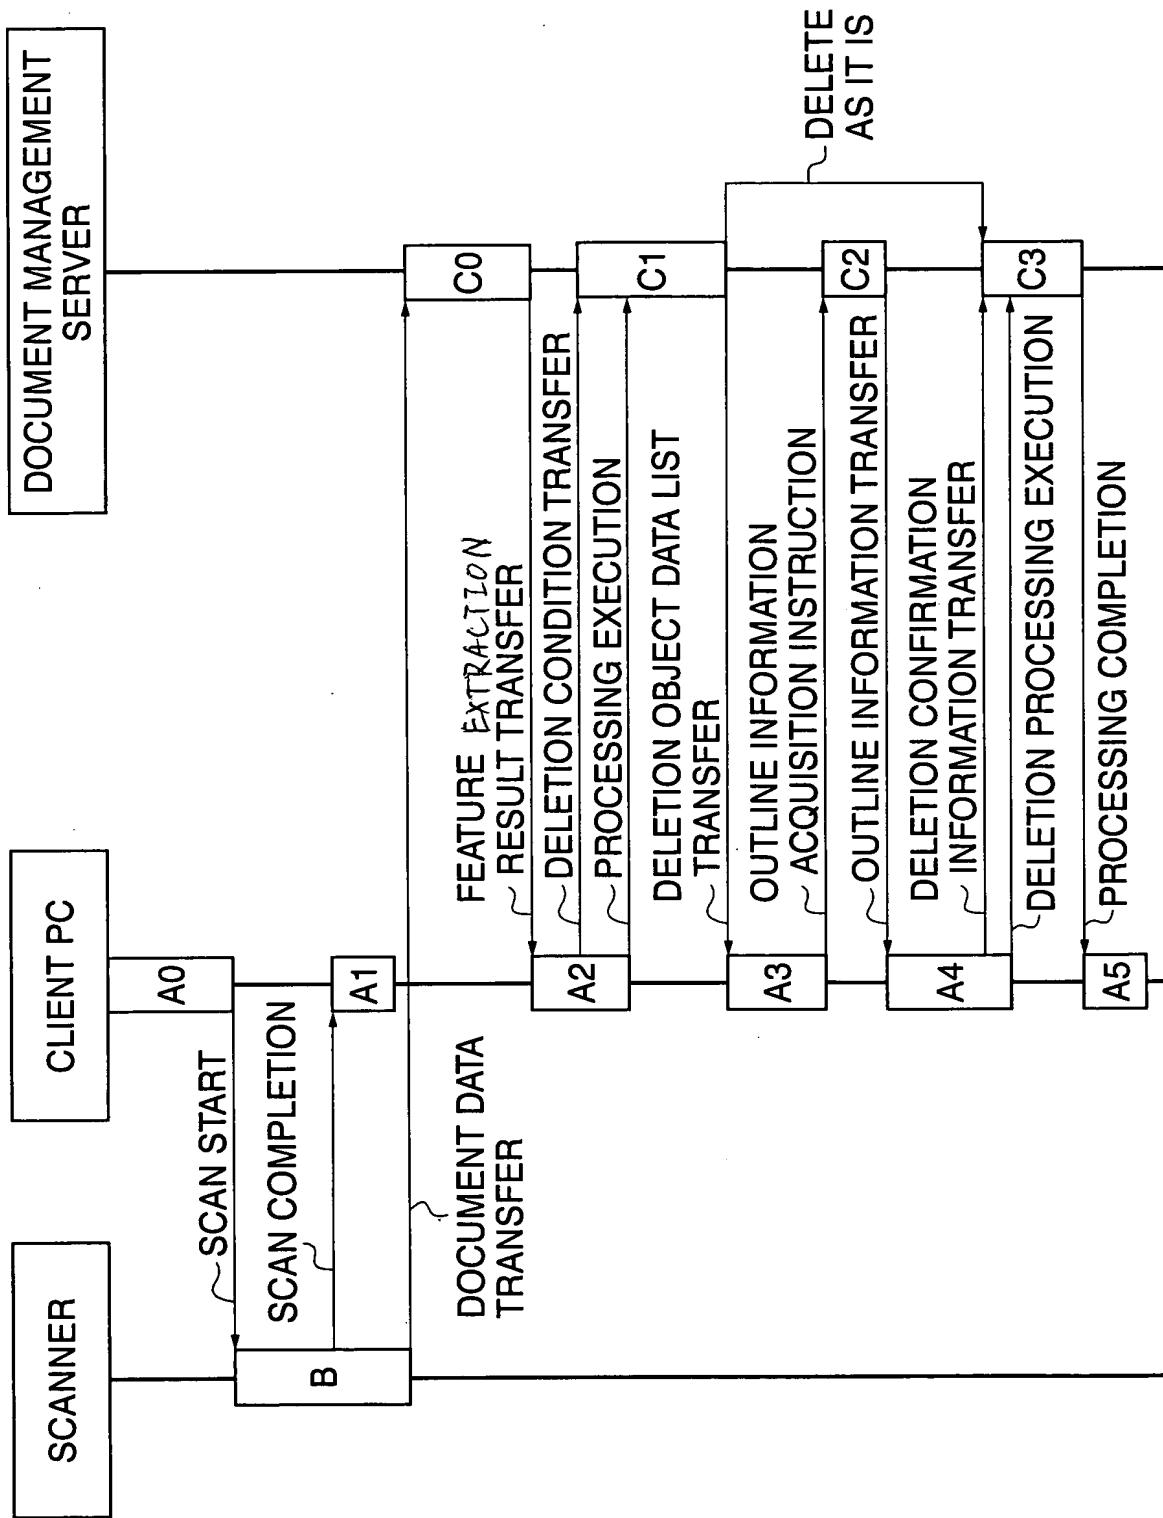 SCANNER
CLIENT PC
DOCUMENT MANAGEMENT
SERVER
A0
SCAN START
B
SCAN COMPLETION
A1
DOCUMENT DATA
TRANSFER
C0
FEATURE EXTRACTION
RESULT TRANSFER
A2
DELETION CONDITION TRANSFER
PROCESSING EXECUTION
C1
DELETION OBJECT DATA LIST
TRANSFER
DELETE
AS IT IS
A3
OUTLINE INFORMATION
ACQUISITION INSTRUCTION
C2
OUTLINE INFORMATION TRANSFER
A4
DELETION CONFIRMATION
INFORMATION TRANSFER
C3
DELETION PROCESSING EXECUTION
PROCESSING COMPLETION
A5